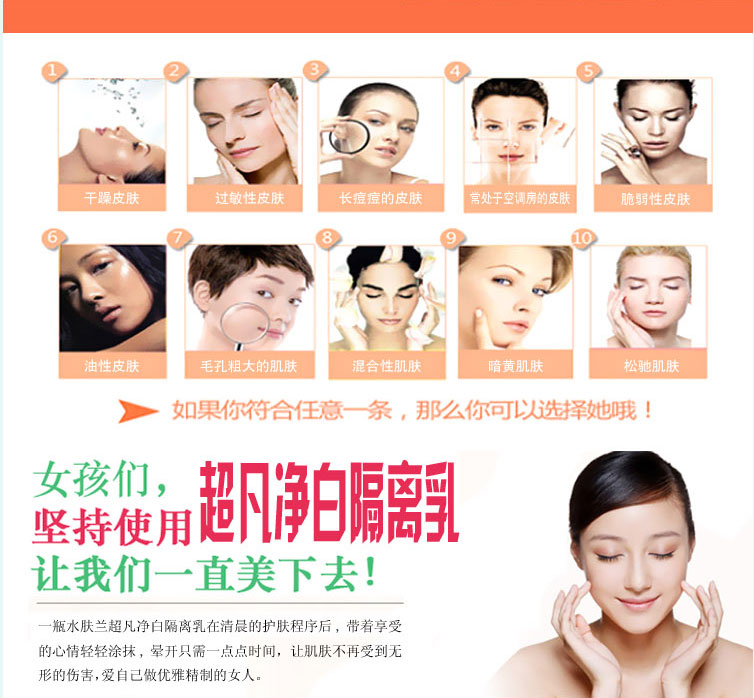 1 2 3 4 5
干躁皮肤 过敏性皮肤 长痘痘的皮肤 常处于空调房的皮肤 脆弱性皮肤
6 7 8 9 10
油性皮肤 毛孔粗大的肌肤 混合性肌肤 喑黄肌肤 松驰肌肤
如果你符合任意一条，那么你可以选择她哦！
女孩们，
坚持使用超凡净白隔离乳
让我们一直美下去！
一瓶水肤兰超凡净白隔离乳在清晨的护肤程序后，带着享受
的心情轻轻涂抹，晕开只需一点点时间，让肌肤不再受到无
形的伤害，爱自己做优雅精制的女人。